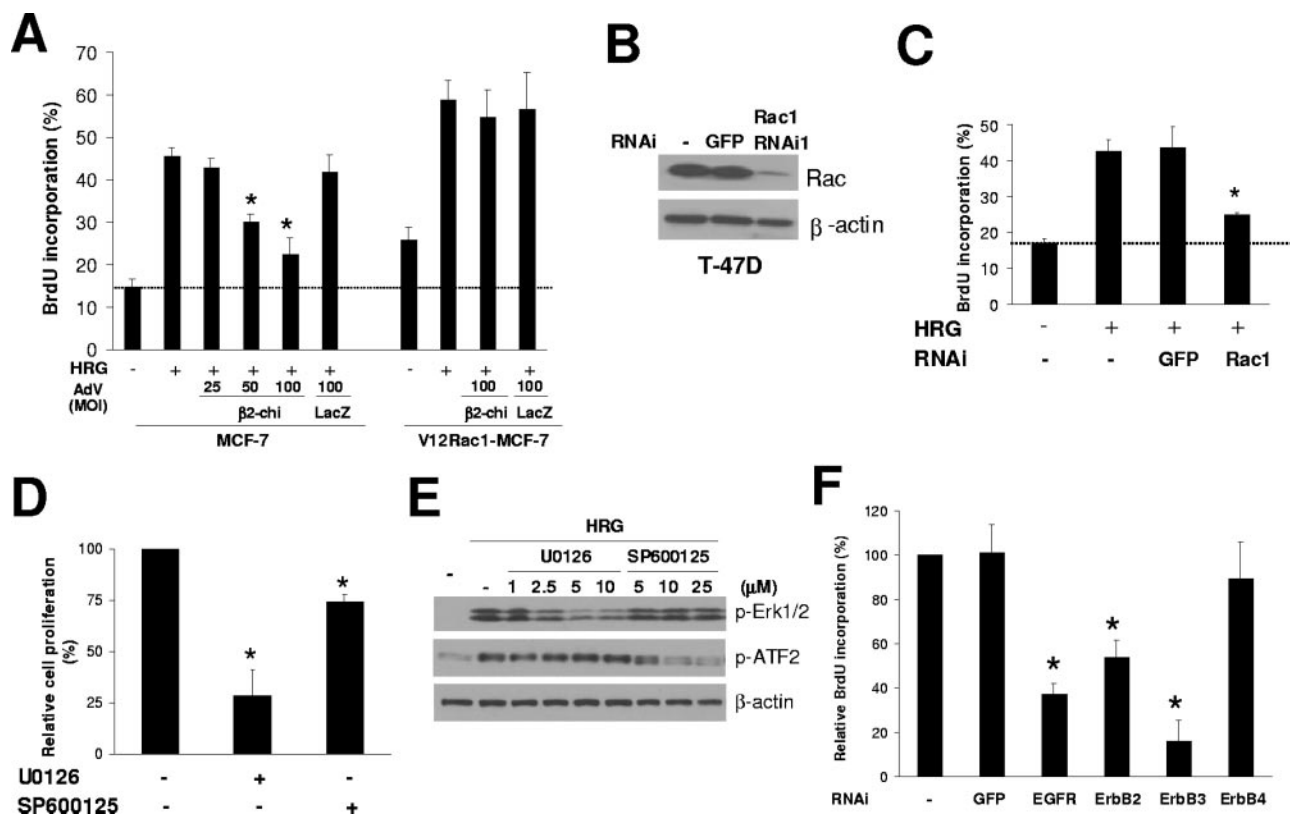 A
BrdU incorporation (%)
70
60
50
40
30
20
10
0
* *
HRG - + + + + + - + + +
AdV (MOI) 25 50 100 100 100 100
β2-chi LacZ β2-chi LacZ
MCF-7 V12Rac1-MCF-7
B
Rac1
RNAi - GFP RNAi1
Rac
β-actin
T-47D
C
BrdU incorporation (%)
50
40
30
20
10
0
*
HRG - + + +
RNAi - - GFP Rac1
D
Relative cell proliferation (%)
100
75
50
25
0
* *
U0126 - + -
SP600125 - - +
E
HRG
U0126 SP600125
- - 1 2.5 5 10 5 10 25 (μM)
p-Erk1/2
p-ATF2
β-actin
F
Relative BrdU incorporation (%)
120
100
80
60
40
20
0
* * *
RNAi - GFP EGFR ErbB2 ErbB3 ErbB4